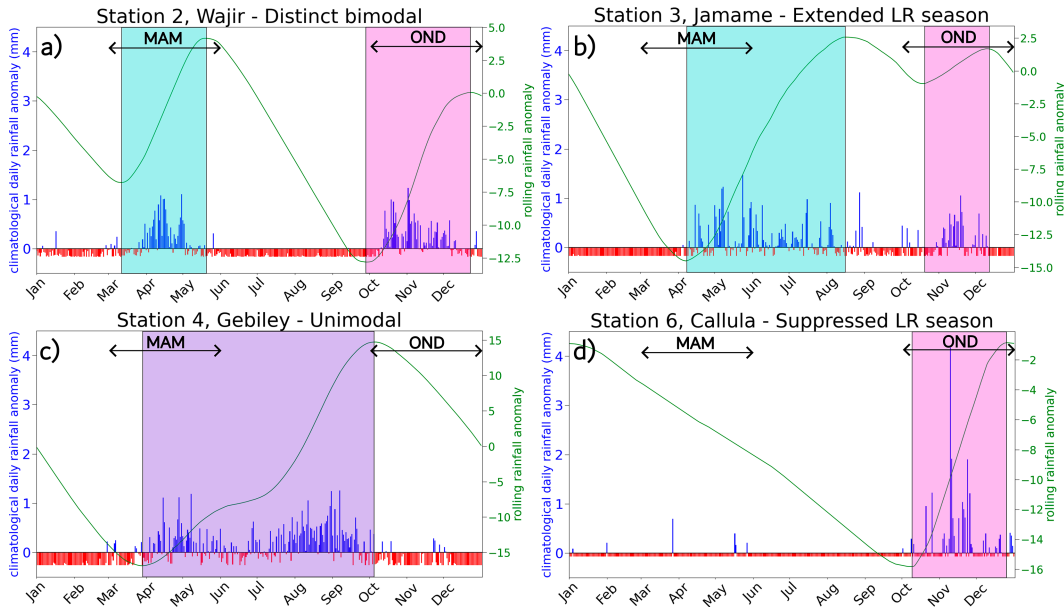 Station 2, Wajir - Distinct bimodal
a)
MAM
OND
climatological daily rainfall anomaly (mm)
4
3
2
1
0
5.0
2.5
0.0
−2.5
−5.0
−7.5
−10.0
−12.5
rolling rainfall anomaly
Jan Feb Mar Apr May Jun Jul Aug Sep Oct Nov Dec
Station 3, Jamame - Extended LR season
b)
MAM
OND
climatological daily rainfall anomaly (mm)
4
3
2
1
0
2.5
0.0
−2.5
−5.0
−7.5
−10.0
−12.5
−15.0
rolling rainfall anomaly
Jan Feb Mar Apr May Jun Jul Aug Sep Oct Nov Dec
Station 4, Gebiley - Unimodal
c)
MAM
OND
climatological daily rainfall anomaly (mm)
4
3
2
1
0
15
10
5
0
−5
−10
−15
rolling rainfall anomaly
Jan Feb Mar Apr May Jun Jul Aug Sep Oct Nov Dec
Station 6, Callula - Suppressed LR season
d)
MAM
OND
climatological daily rainfall anomaly (mm)
4
3
2
1
0
−2
−4
−6
−8
−10
−12
−14
−16
rolling rainfall anomaly
Jan Feb Mar Apr May Jun Jul Aug Sep Oct Nov Dec